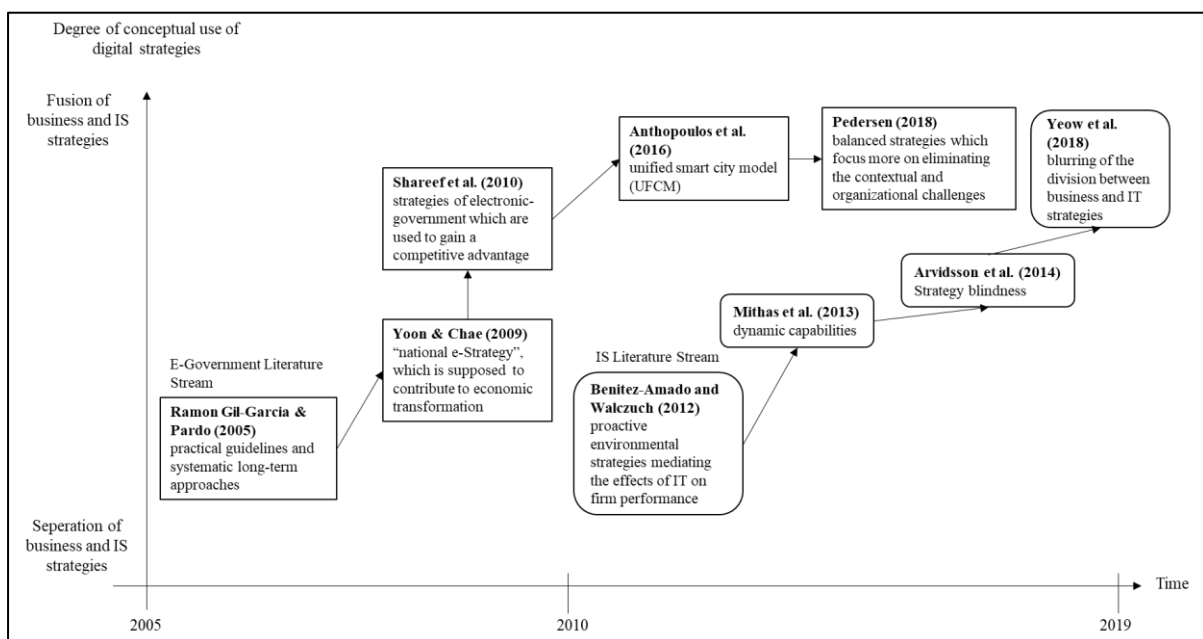 Degree of conceptual use of
digital strategies
Fusion of
business and IS
strategies
Seperation of
business and IS
strategies
E-Government Literature
Stream
Ramon Gil-Garcia &
Pardo (2005)
practical guidelines and
systematic long-term
approaches
Yoon & Chae (2009)
“national e-Strategy”,
which is supposed to
contribute to economic
transformation
Shareef et al. (2010)
strategies of electronic-
government which are
used to gain a
competitive advantage
Anthopoulos et al.
(2016)
unified smart city model
(UFCM)
Pedersen (2018)
balanced strategies which
focus more on eliminating
the contextual and
organizational challenges
IS Literature Stream
Benitez-Amado and
Walczuch (2012)
proactive
environmental
strategies mediating
the effects of IT on
firm performance
Mithas et al. (2013)
dynamic capabilities
Arvidsson et al. (2014)
Strategy blindness
Yeow et al.
(2018)
blurring of the
division between
business and IT
strategies
Time
2005
2010
2019